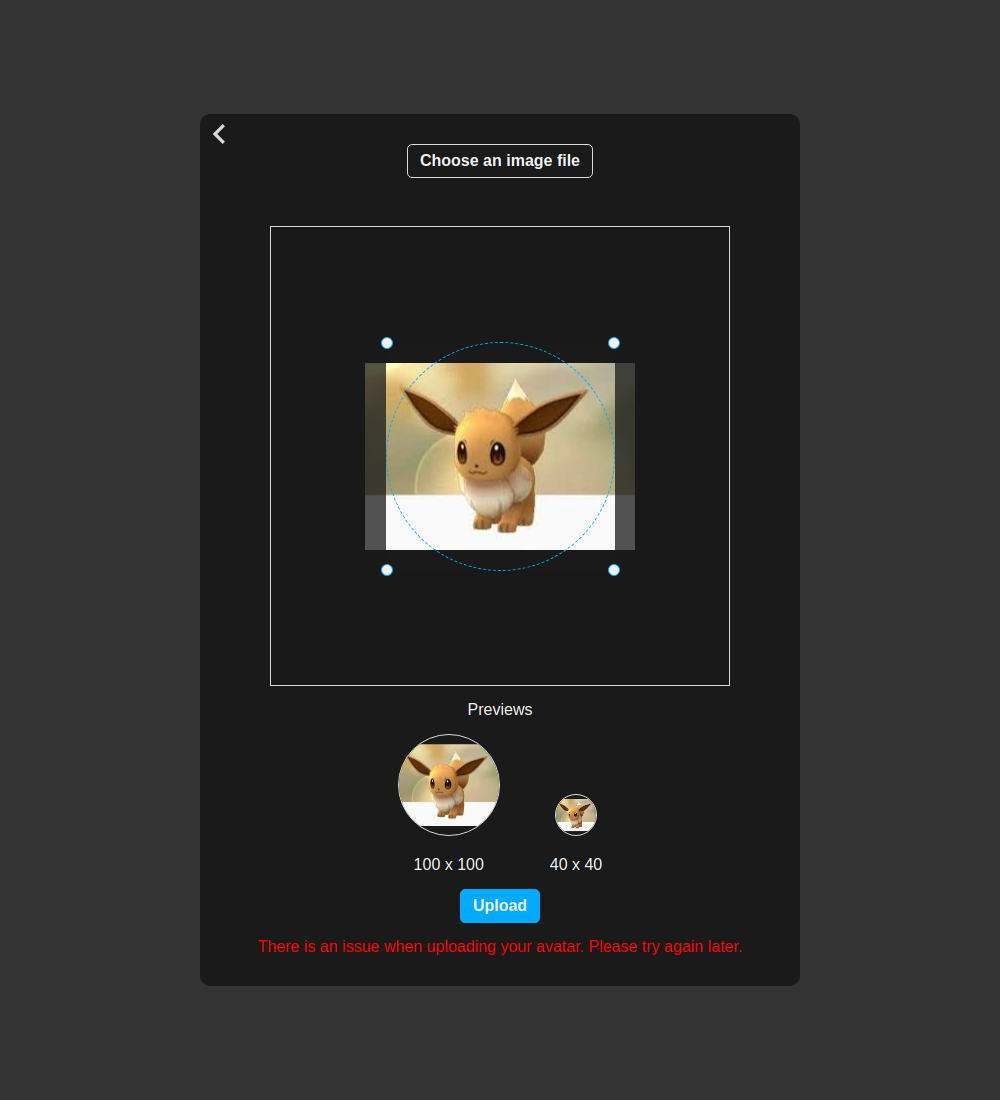 Choose an image file
Previews
100 x 100
40 x 40
Upload
There is an issue when uploading your avatar. Please try again later.